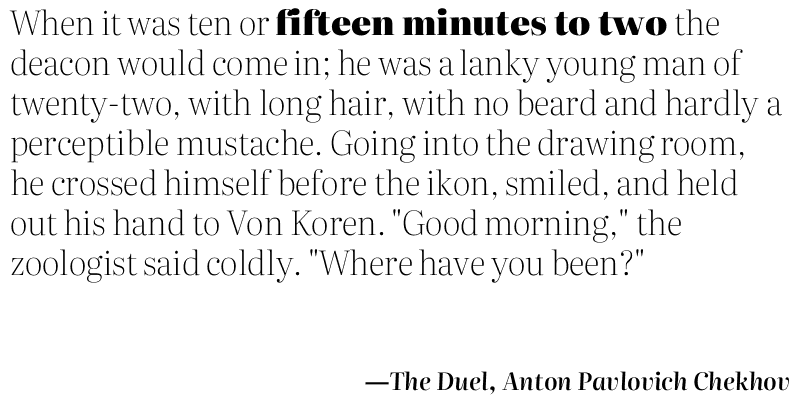 When it was ten or fifteen minutes to two the
deacon would come in; he was a lanky young man of
twenty-two, with long hair, with no beard and hardly a
perceptible mustache. Going into the drawing room,
he crossed himself before the ikon, smiled, and held
out his hand to Von Koren. "Good morning," the
zoologist said coldly. "Where have you been?"
—The Duel, Anton Pavlovich Chekhov